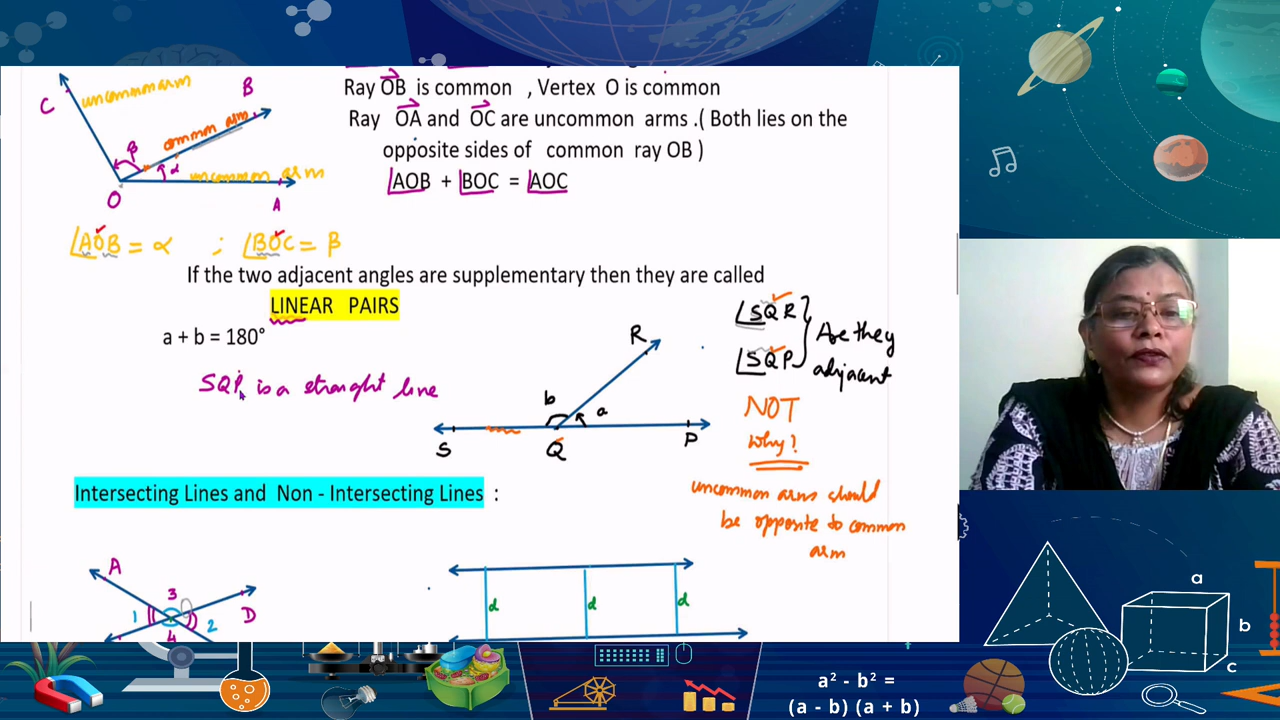 Ray OB is common , Vertex O is common
Ray OA and OC are uncommon arms .( Both lies on the
opposite sides of common ray OB )
∠AOB + ∠BOC = ∠AOC
C
uncommon arm
B
common arm
β
α
uncommon arm
O
A
∠AOB = α ; ∠BOC = β
If the two adjacent angles are supplementary then they are called
LINEAR PAIRS
a + b = 180°
SQP is a straight line
R
b
a
S
Q
P
∠SQR
∠SQP
Are they
adjacent
NOT
Why?
uncommon arms should
be opposite to common
arm
Intersecting Lines and Non - Intersecting Lines :
A
3
1
2
D
4
d
d
d
a
b
c
a² - b² =
(a - b) (a + b)